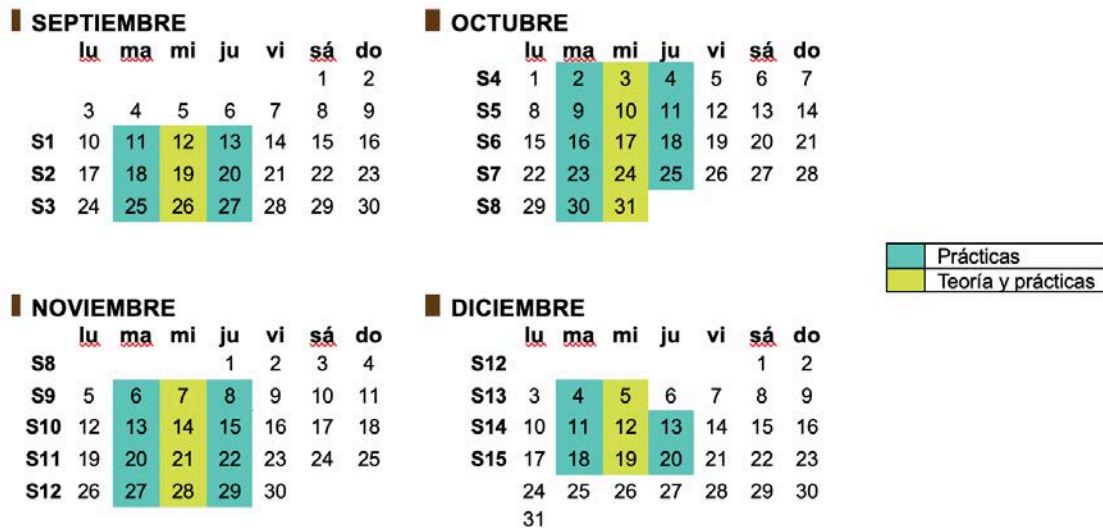 SEPTIEMBRE
lu ma mi ju vi sá do
1 2
3 4 5 6 7 8 9
S1 10 11 12 13 14 15 16
S2 17 18 19 20 21 22 23
S3 24 25 26 27 28 29 30
OCTUBRE
lu ma mi ju vi sá do
S4 1 2 3 4 5 6 7
S5 8 9 10 11 12 13 14
S6 15 16 17 18 19 20 21
S7 22 23 24 25 26 27 28
S8 29 30 31
Prácticas
Teoría y prácticas
NOVIEMBRE
lu ma mi ju vi sá do
S8 1 2 3 4
S9 5 6 7 8 9 10 11
S10 12 13 14 15 16 17 18
S11 19 20 21 22 23 24 25
S12 26 27 28 29 30
DICIEMBRE
lu ma mi ju vi sá do
S12 1 2
S13 3 4 5 6 7 8 9
S14 10 11 12 13 14 15 16
S15 17 18 19 20 21 22 23
24 25 26 27 28 29 30
31